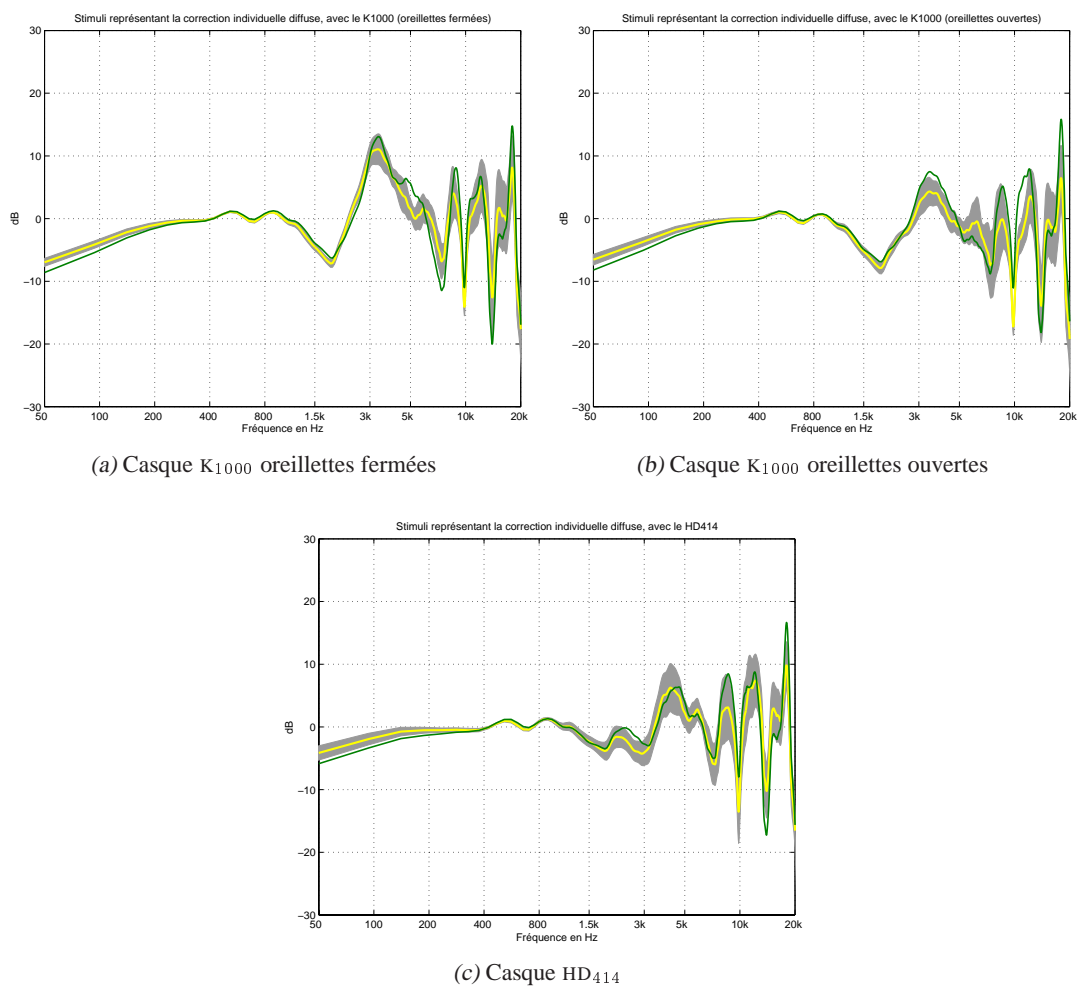 Stimuli représentant la correction individuelle diffuse, avec le K1000 (oreillettes fermées)
30
20
10
0
−10
−20
−30
dB
50 100 200 400 800 1.5k 3k 5k 10k 20k
Fréquence en Hz
(a) Casque K1000 oreillettes fermées
Stimuli représentant la correction individuelle diffuse, avec le K1000 (oreillettes ouvertes)
30
20
10
0
−10
−20
−30
dB
50 100 200 400 800 1.5k 3k 5k 10k 20k
Fréquence en Hz
(b) Casque K1000 oreillettes ouvertes
Stimuli représentant la correction individuelle diffuse, avec le HD414
30
20
10
0
−10
−20
−30
dB
50 100 200 400 800 1.5k 3k 5k 10k 20k
Fréquence en Hz
(c) Casque HD414